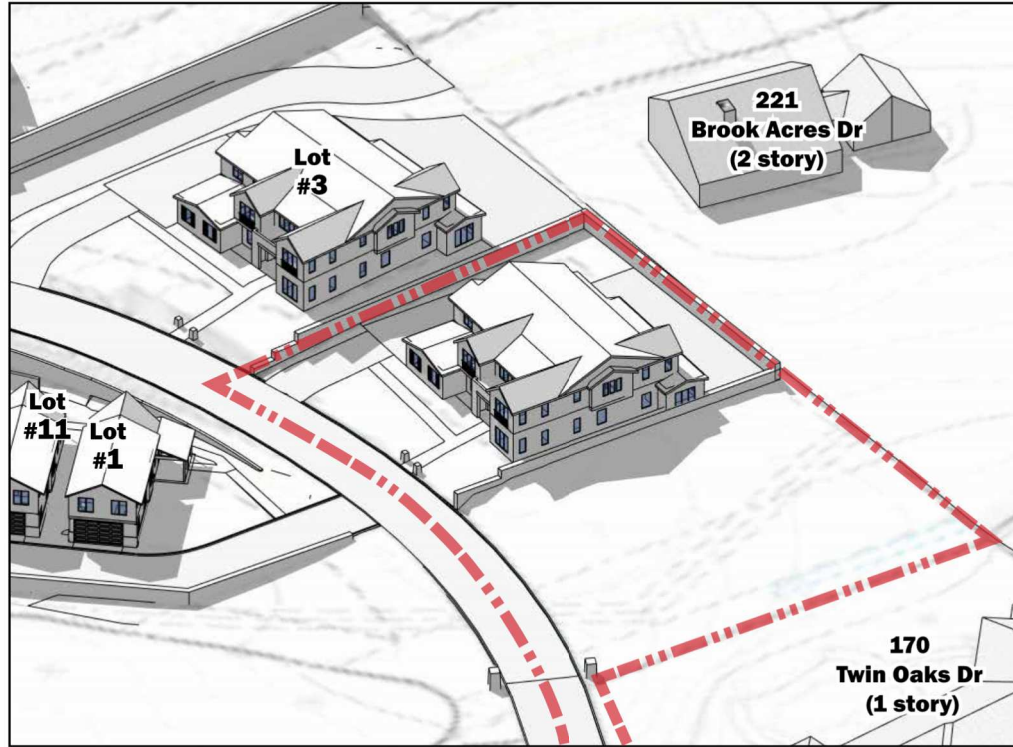 221
Brook Acres Dr
(2 story)
Lot
#3
Lot
#11
Lot
#1
170
Twin Oaks Dr
(1 story)